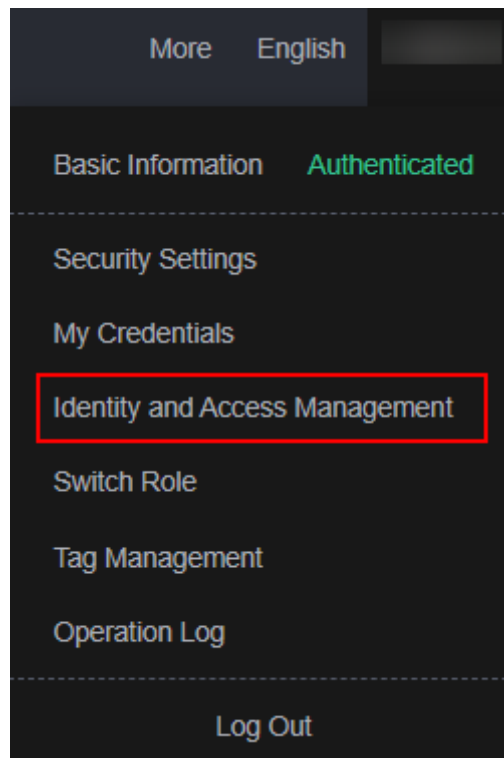 More English
Basic Information Authenticated
Security Settings
My Credentials
Identity and Access Management
Switch Role
Tag Management
Operation Log
Log Out